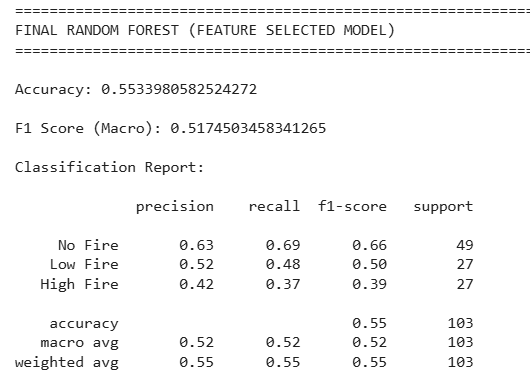 ================================================================
FINAL RANDOM FOREST (FEATURE SELECTED MODEL)
================================================================
Accuracy: 0.5533980582524272
F1 Score (Macro): 0.5174503458341265
Classification Report:
precision recall f1-score support
No Fire 0.63 0.69 0.66 49
Low Fire 0.52 0.48 0.50 27
High Fire 0.42 0.37 0.39 27
accuracy 0.55 103
macro avg 0.52 0.52 0.52 103
weighted avg 0.55 0.55 0.55 103